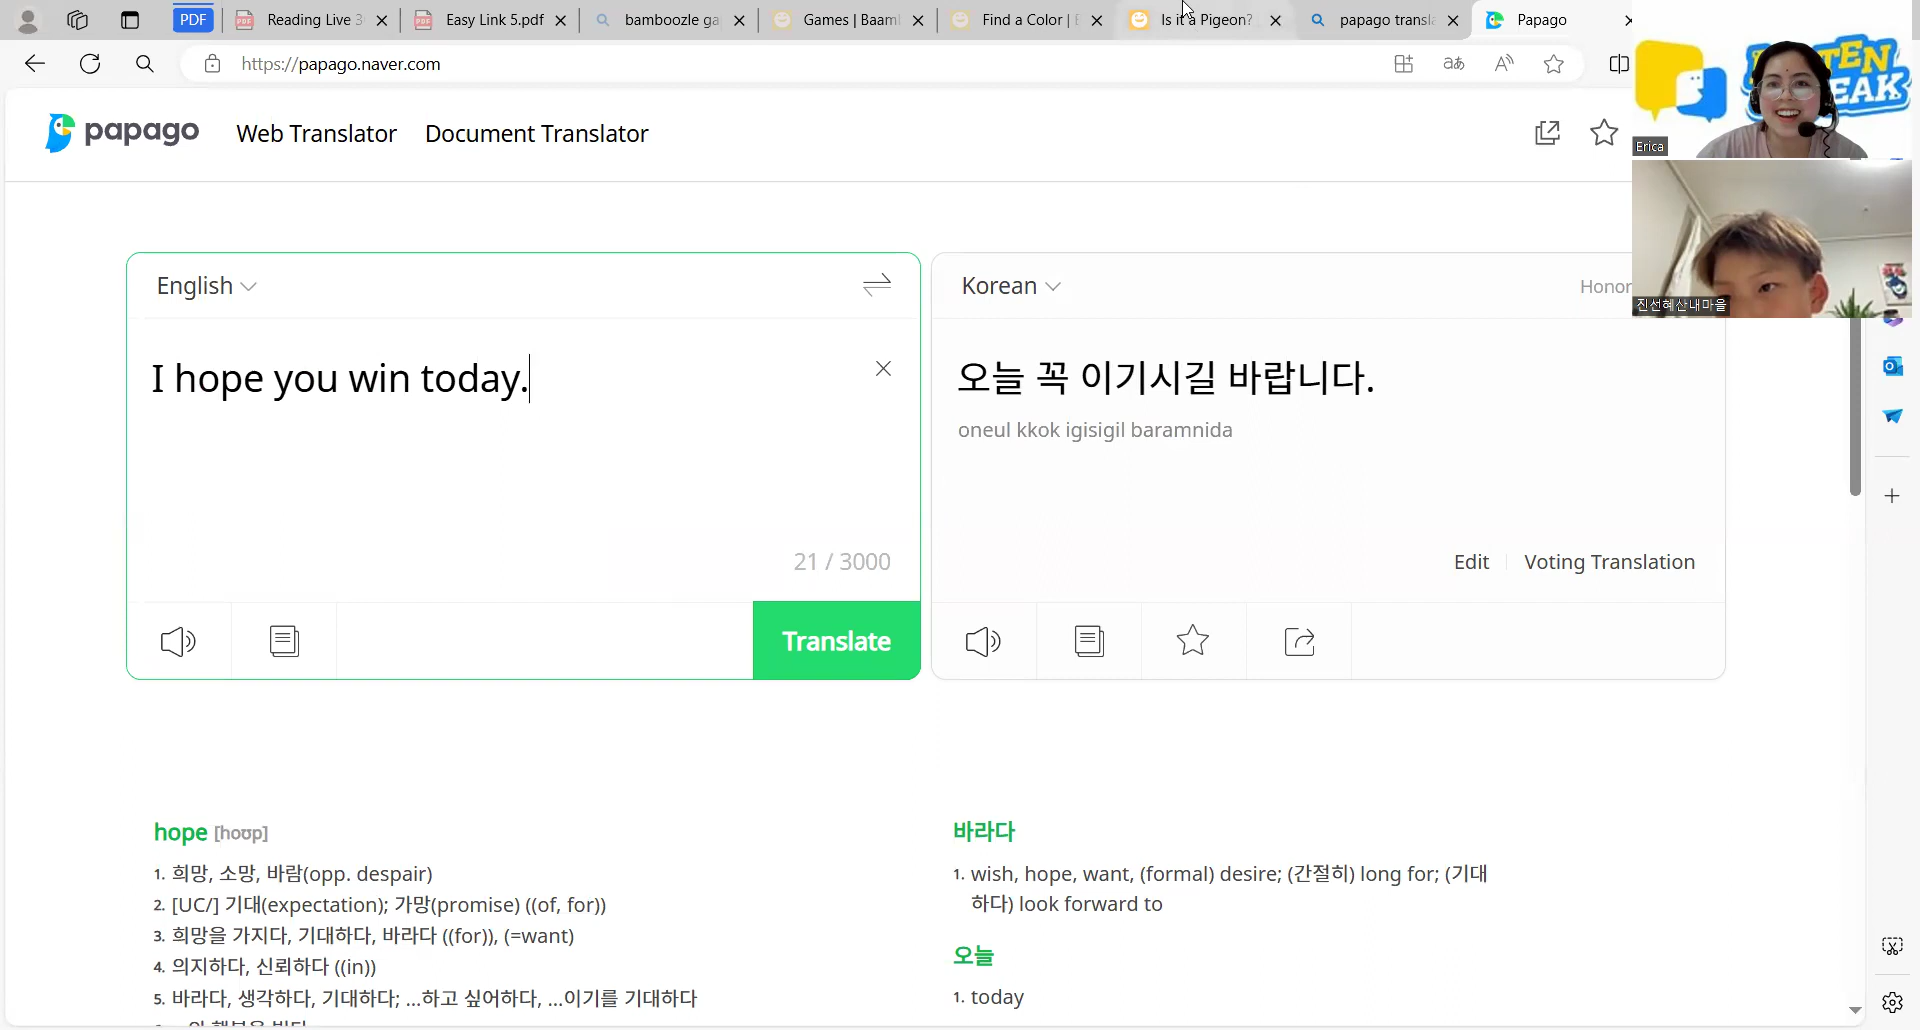 PDF
Reading Live 3
Easy Link 5.pdf
bamboozle ga
Games | Baam
Find a Color |
Is it a Pigeon?
papago transl
Papago
https://papago.naver.com
papago
Web Translator
Document Translator
Erica
진선혜산내마을
English
Korean
Honor
I hope you win today.
오늘 꼭 이기시길 바랍니다.
oneul kkok igisigil baramnida
21 / 3000
Edit
Voting Translation
Translate
hope [hoʊp]
1. 희망, 소망, 바람(opp. despair)
2. [UC/] 기대(expectation); 가망(promise) ((of, for))
3. 희망을 가지다, 기대하다, 바라다 ((for)), (=want)
4. 의지하다, 신뢰하다 ((in))
5. 바라다, 생각하다, 기대하다; ...하고 싶어하다, ...이기를 기대하다
바라다
1. wish, hope, want, (formal) desire; (간절히) long for; (기대
하다) look forward to
오늘
1. today